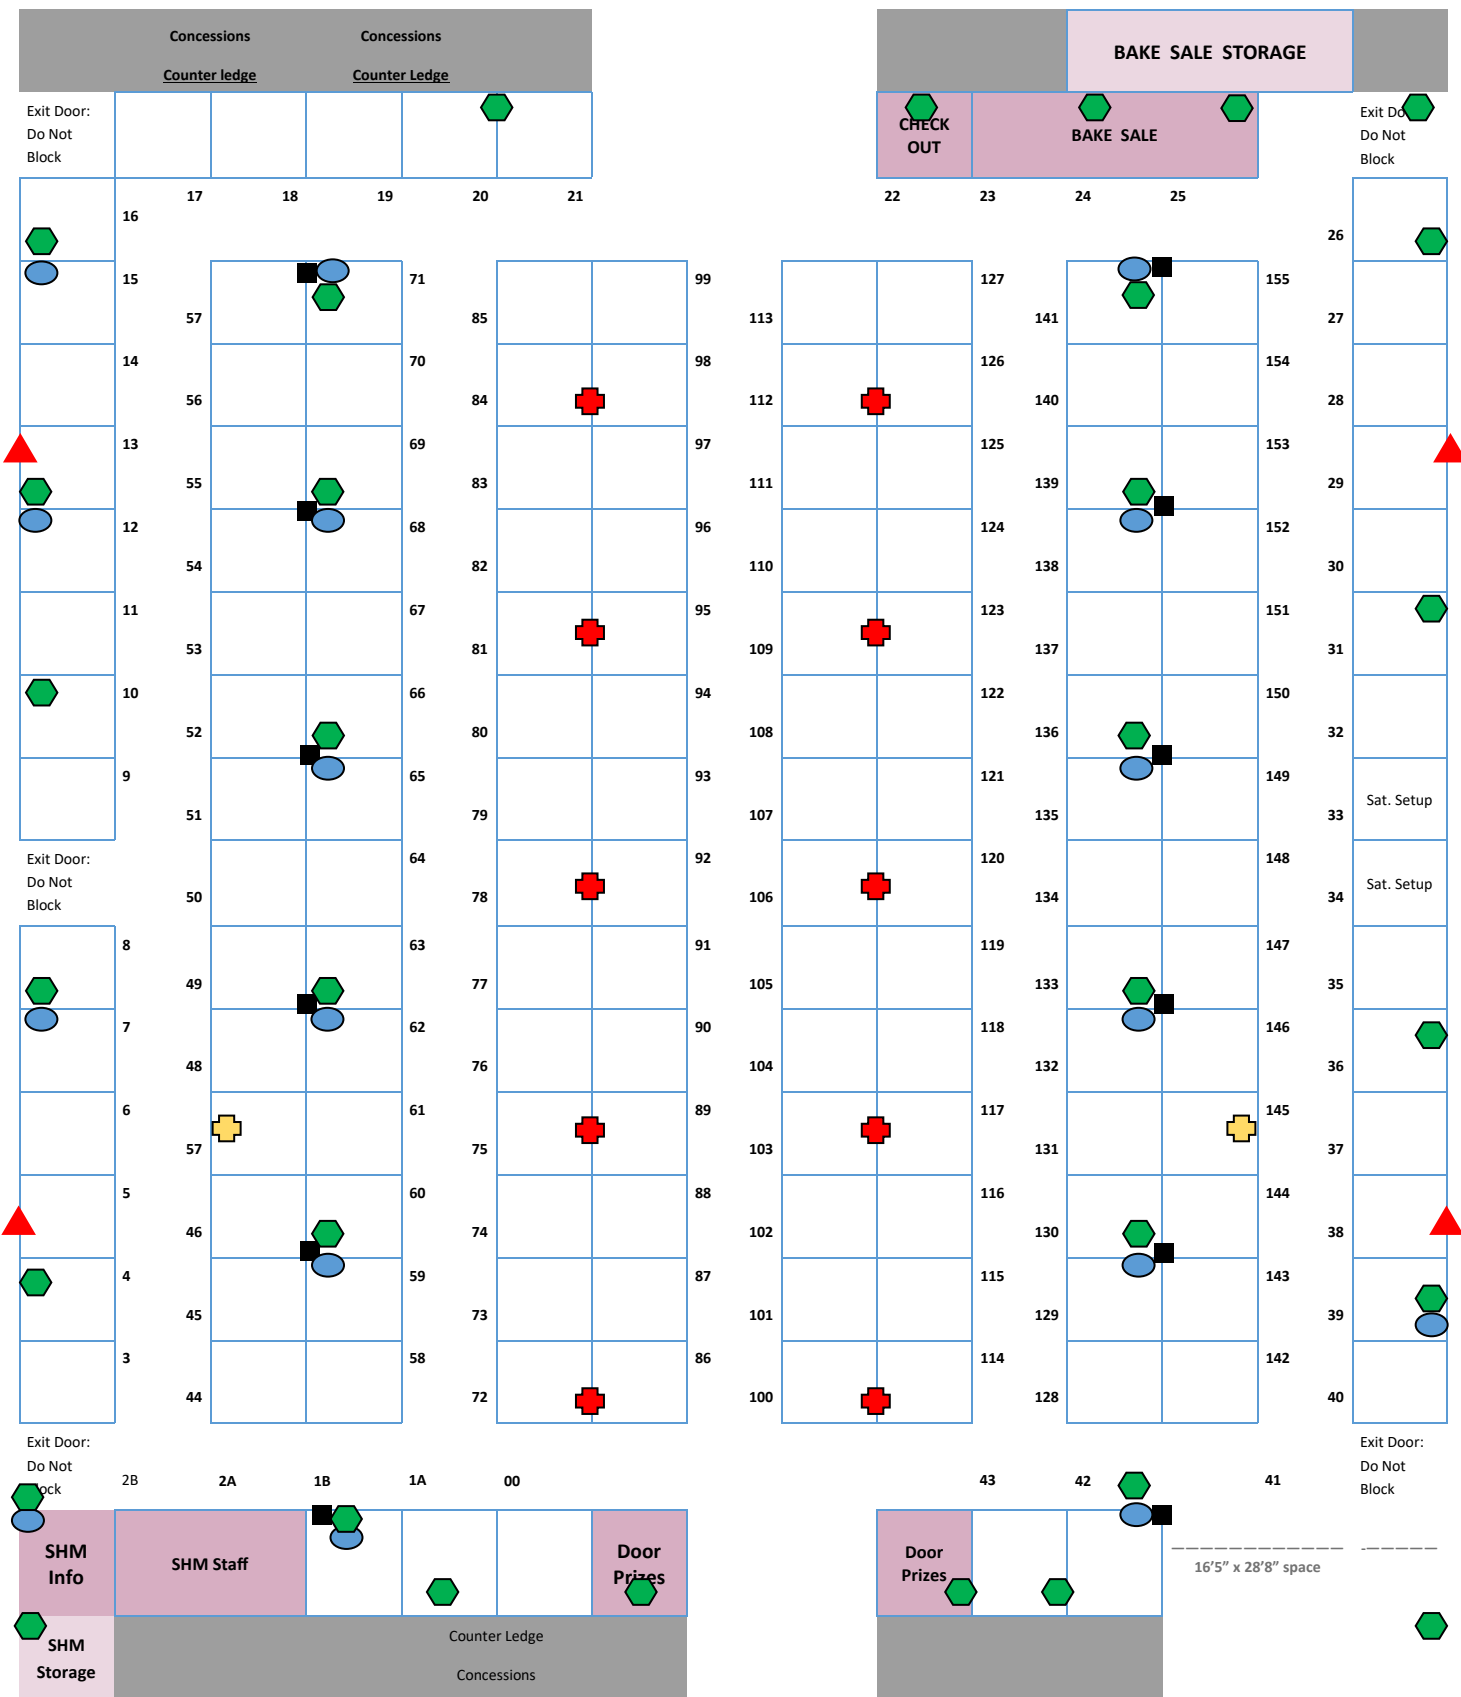 Concessions Concessions
BAKE SALE STORAGE
Counter ledge Counter Ledge
Exit Door:
Do Not
Block
CHECK
OUT
BAKE SALE
Exit Do
Do Not
Block
17 18 19 20 21 22 23 24 25
16 26
15 71 99 127 155
57 85 113 141 27
14 70 98 126 154
56 84 112 140 28
13 69 97 125 153
55 83 111 139 29
12 68 96 124 152
54 82 110 138 30
11 67 95 123 151
53 81 109 137 31
10 66 94 122 150
52 80 108 136 32
9 65 93 121 149
51 79 107 135 33 Sat. Setup
64 92 120 148
Exit Door:
Do Not
Block
50 78 106 134 34 Sat. Setup
8 63 91 119 147
49 77 105 133 35
7 62 90 118 146
48 76 104 132 36
6 61 89 117 145
57 75 103 131 37
5 60 88 116 144
46 74 102 130 38
4 59 87 115 143
45 73 101 129 39
3 58 86 114 142
44 72 100 128 40
Exit Door:
Do Not
ock
Exit Door:
Do Not
Block
2B 2A 1B 1A 00 43 42 41
SHM
Info
SHM Staff
Door
Prizes
Door
Prizes
16’5” x 28’8” space
SHM
Storage
Counter Ledge
Concessions